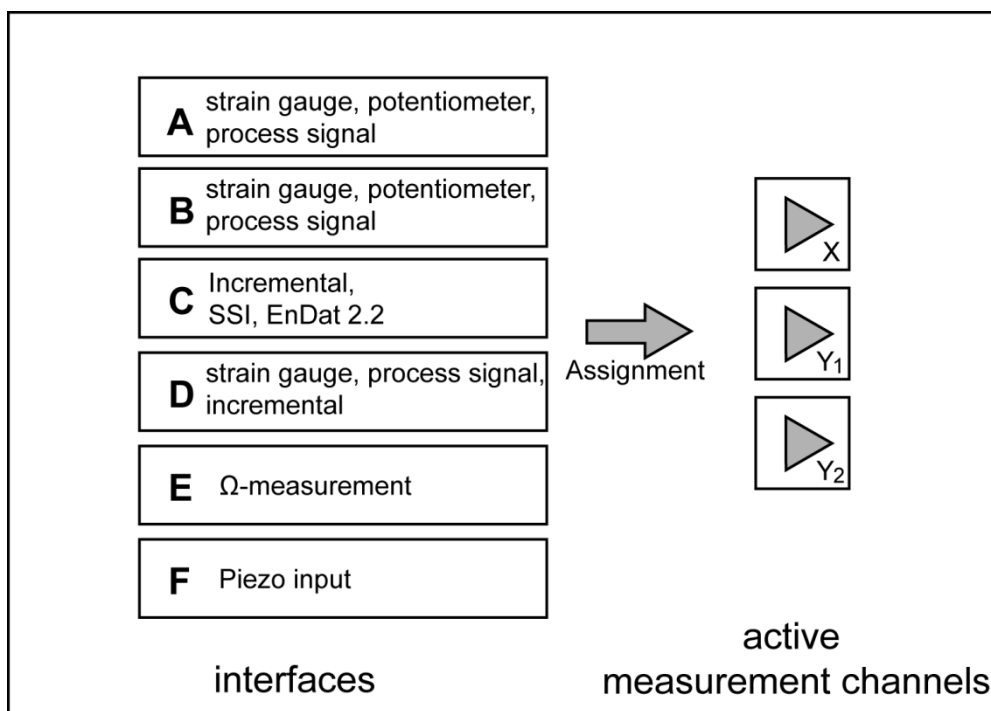 A strain gauge, potentiometer,
process signal
B strain gauge, potentiometer,
process signal
C Incremental,
SSI, EnDat 2.2
D strain gauge, process signal,
incremental
E Ω-measurement
F Piezo input
interfaces
Assignment
X
Y1
Y2
active
measurement channels